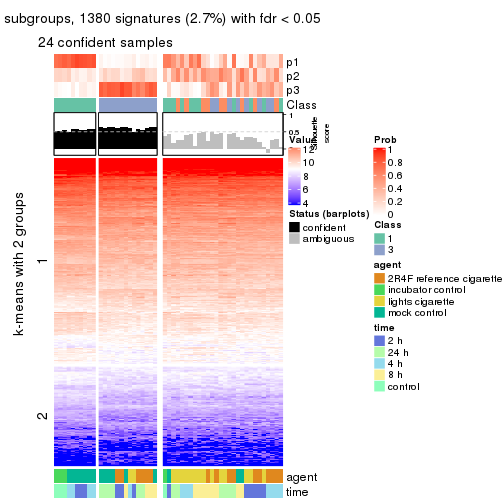 subgroups, 1380 signatures (2.7%) with fdr < 0.05
24 confident samples
p1
p2
p3
Class
1
0.5
0
Silhouette
score
k-means with 2 groups
1
2
agent
time
Value
12
10
8
6
4
Status (barplots)
confident
ambiguous
Prob
1
0.8
0.6
0.4
0.2
0
Class
1
3
agent
2R4F reference cigarette
incubator control
lights cigarette
mock control
time
2 h
24 h
4 h
8 h
control